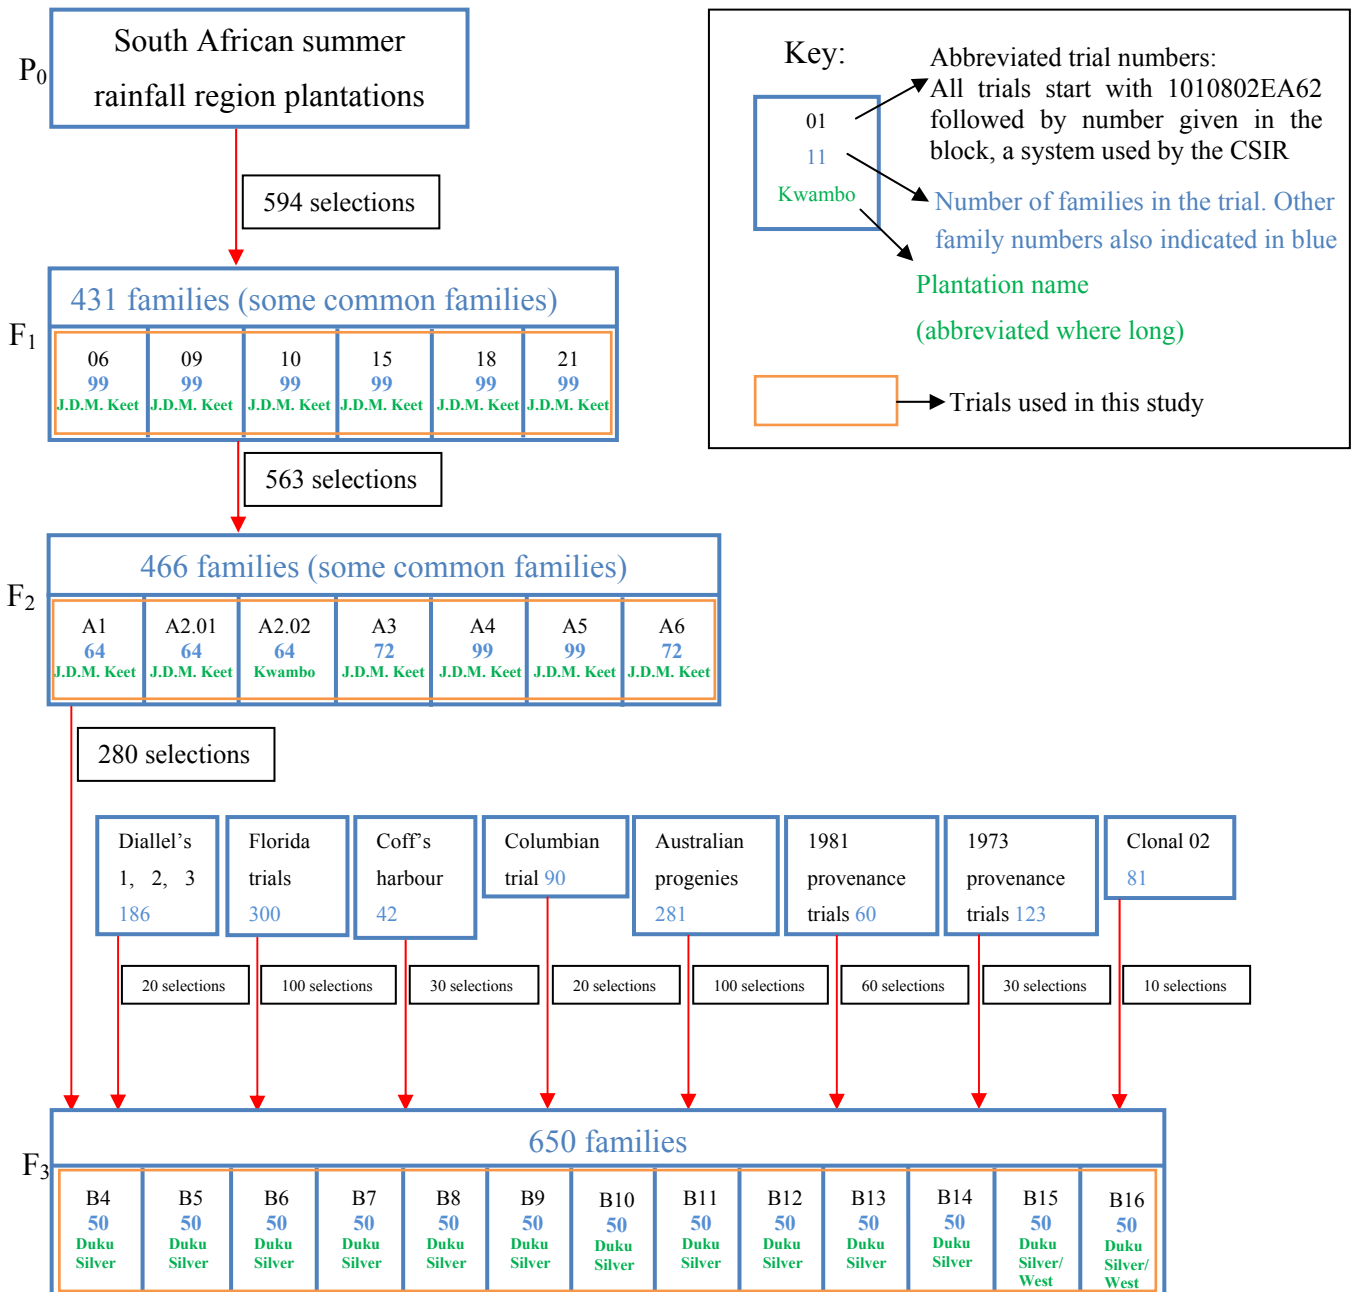 South African summer
rainfall region plantations
P0
Key:
Abbreviated trial numbers:
All trials start with 1010802EA62
followed by number given in the
block, a system used by the CSIR
01
11
Kwambo
Number of families in the trial. Other
family numbers also indicated in blue
Plantation name
(abbreviated where long)
Trials used in this study
594 selections
431 families (some common families)
F1
06 09 10 15 18 21
99 99 99 99 99 99
J.D.M. Keet J.D.M. Keet J.D.M. Keet J.D.M. Keet J.D.M. Keet J.D.M. Keet
563 selections
466 families (some common families)
F2
A1 A2.01 A2.02 A3 A4 A5 A6
64 64 64 72 99 99 72
J.D.M. Keet J.D.M. Keet Kwambo J.D.M. Keet J.D.M. Keet J.D.M. Keet J.D.M. Keet
280 selections
Diallel's
1, 2, 3
186
Florida
trials
300
Coff's
harbour
42
Columbian
trial 90
Australian
progenies
281
1981
provenance
trials 60
1973
provenance
trials 123
Clonal 02
81
20 selections
100 selections
30 selections
20 selections
100 selections
60 selections
30 selections
10 selections
650 families
F3
B4 B5 B6 B7 B8 B9 B10 B11 B12 B13 B14 B15 B16
50 50 50 50 50 50 50 50 50 50 50 50 50
Duku Duku Duku Duku Duku Duku Duku Duku Duku Duku Duku Duku Duku
Silver Silver Silver Silver Silver Silver Silver Silver Silver Silver Silver Silver/ Silver/
West West